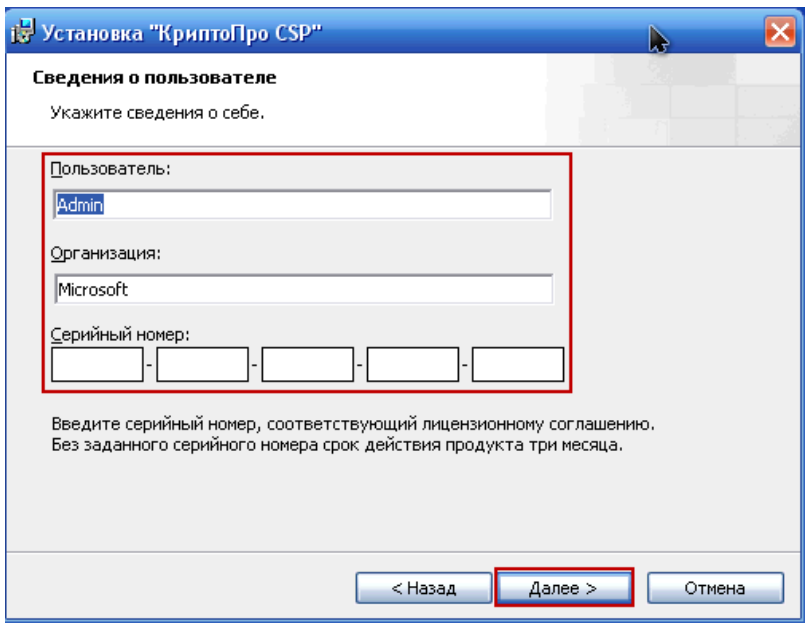 Установка "КриптоПро CSP"
Сведения о пользователе
Укажите сведения о себе.
Пользователь:
Admin
Организация:
Microsoft
Серийный номер:
- - - -
Введите серийный номер, соответствующий лицензионному соглашению.
Без заданного серийного номера срок действия продукта три месяца.
< Назад Далее > Отмена